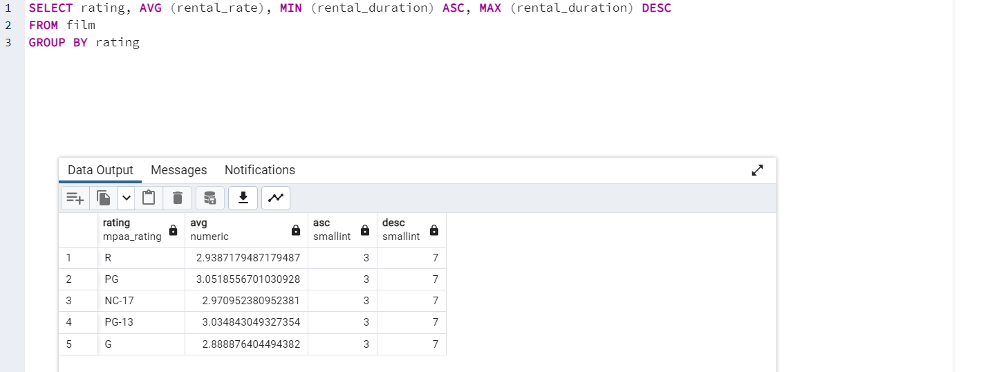 1 SELECT rating, AVG (rental_rate), MIN (rental_duration) ASC, MAX (rental_duration) DESC
2 FROM film
3 GROUP BY rating
Data Output Messages Notifications
rating avg asc desc
mpaa_rating numeric smallint smallint
1 R 2.9387179487179487 3 7
2 PG 3.0518556701030928 3 7
3 NC-17 2.970952380952381 3 7
4 PG-13 3.034843049327354 3 7
5 G 2.888876404494382 3 7